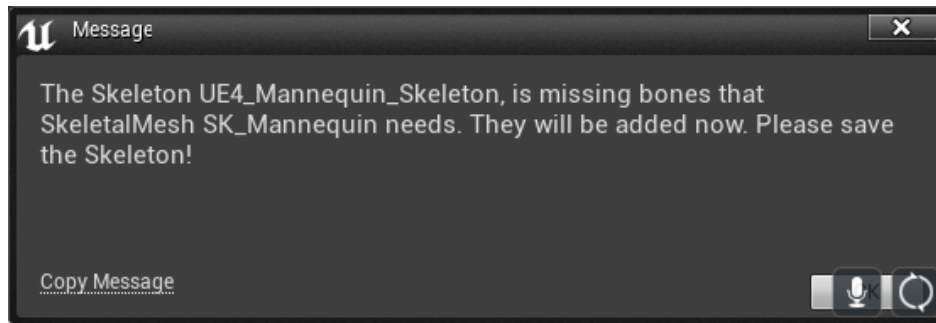 Message
The Skeleton UE4_Mannequin_Skeleton, is missing bones that
SkeletalMesh SK_Mannequin needs. They will be added now. Please save
the Skeleton!
Copy Message